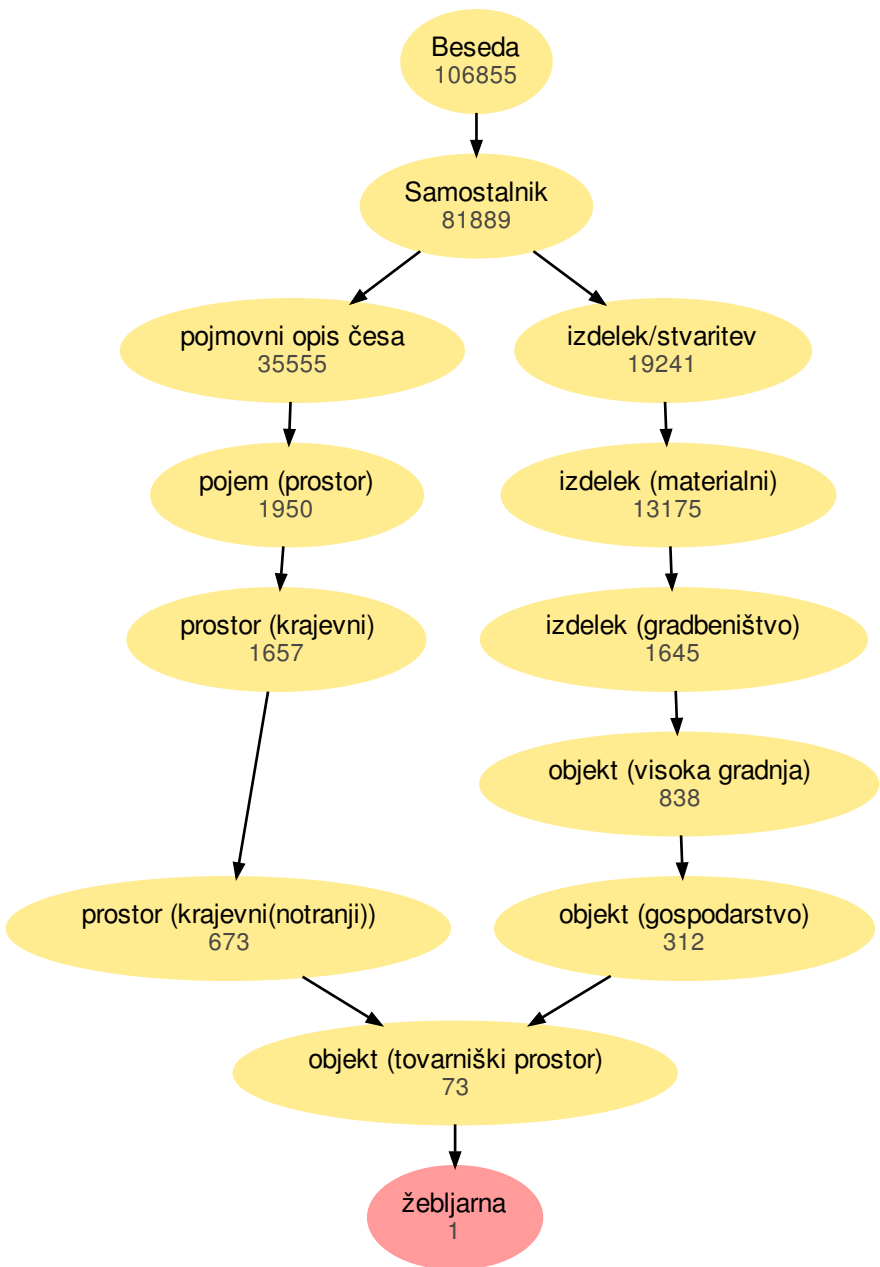 Beseda
106855
Samostalnik
81889
pojmovni opis česa
35555
izdelek/stvaritev
19241
pojem (prostor)
1950
izdelek (materialni)
13175
prostor (krajevni)
1657
izdelek (gradbeništvo)
1645
objekt (visoka gradnja)
838
prostor (krajevni(notranji))
673
objekt (gospodarstvo)
312
objekt (tovarniški prostor)
73
žebljarna
1